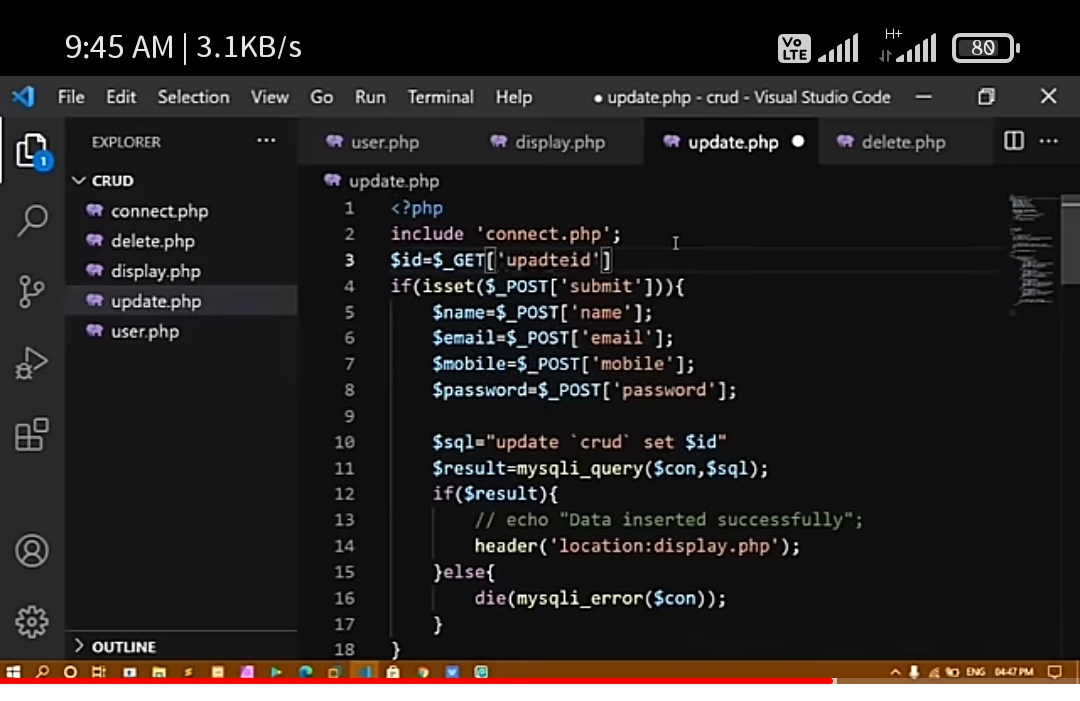 9:45 AM | 3.1KB/s
Vo LTE
H+
80
File Edit Selection View Go Run Terminal Help
● update.php - crud - Visual Studio Code
EXPLORER
user.php
display.php
update.php
delete.php
1
CRUD
connect.php
delete.php
display.php
update.php
user.php
update.php
1 <?php
2 include 'connect.php';
3 $id=$_GET['upadteid']
4 if(isset($_POST['submit'])){
5 $name=$_POST['name'];
6 $email=$_POST['email'];
7 $mobile=$_POST['mobile'];
8 $password=$_POST['password'];
9
10 $sql="update `crud` set $id"
11 $result=mysqli_query($con,$sql);
12 if($result){
13 // echo "Data inserted successfully";
14 header('location:display.php');
15 }else{
16 die(mysqli_error($con));
17 }
18 }
OUTLINE
ENG 04:47 PM